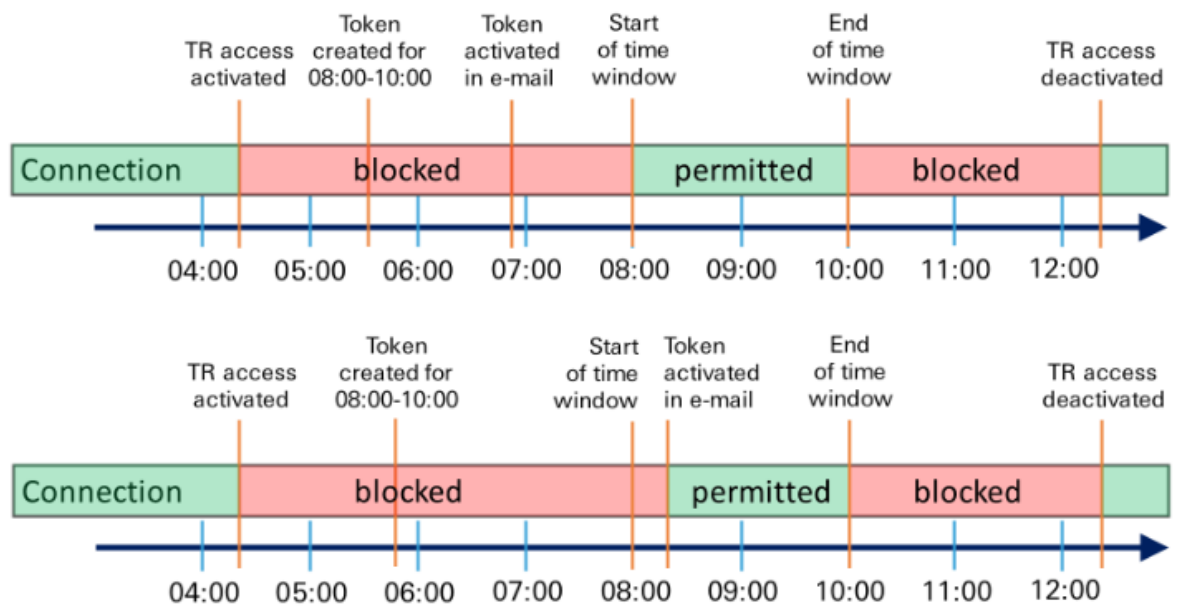 TR access
activated
Token
created for
08:00-10:00
Token
activated
in e-mail
Start
of time
window
End
of time
window
TR access
deactivated
Connection
blocked
permitted
blocked
04:00 05:00 06:00 07:00 08:00 09:00 10:00 11:00 12:00
TR access
activated
Token
created for
08:00-10:00
Start
of time
window
Token
activated
in e-mail
End
of time
window
TR access
deactivated
Connection
blocked
permitted
blocked
04:00 05:00 06:00 07:00 08:00 09:00 10:00 11:00 12:00